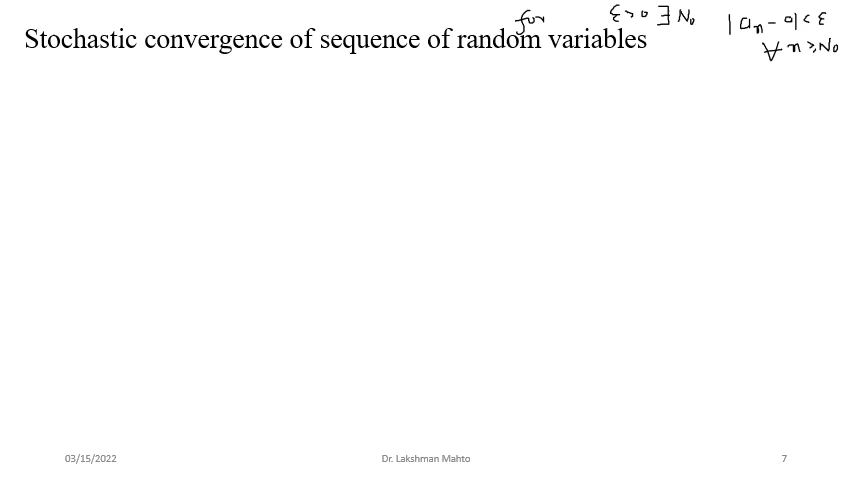 for ε>0 ∃ N₀ |aₙ - 0| < ε
∀ n ≥ N₀
Stochastic convergence of sequence of random variables
03/15/2022 Dr. Lakshman Mahto 7